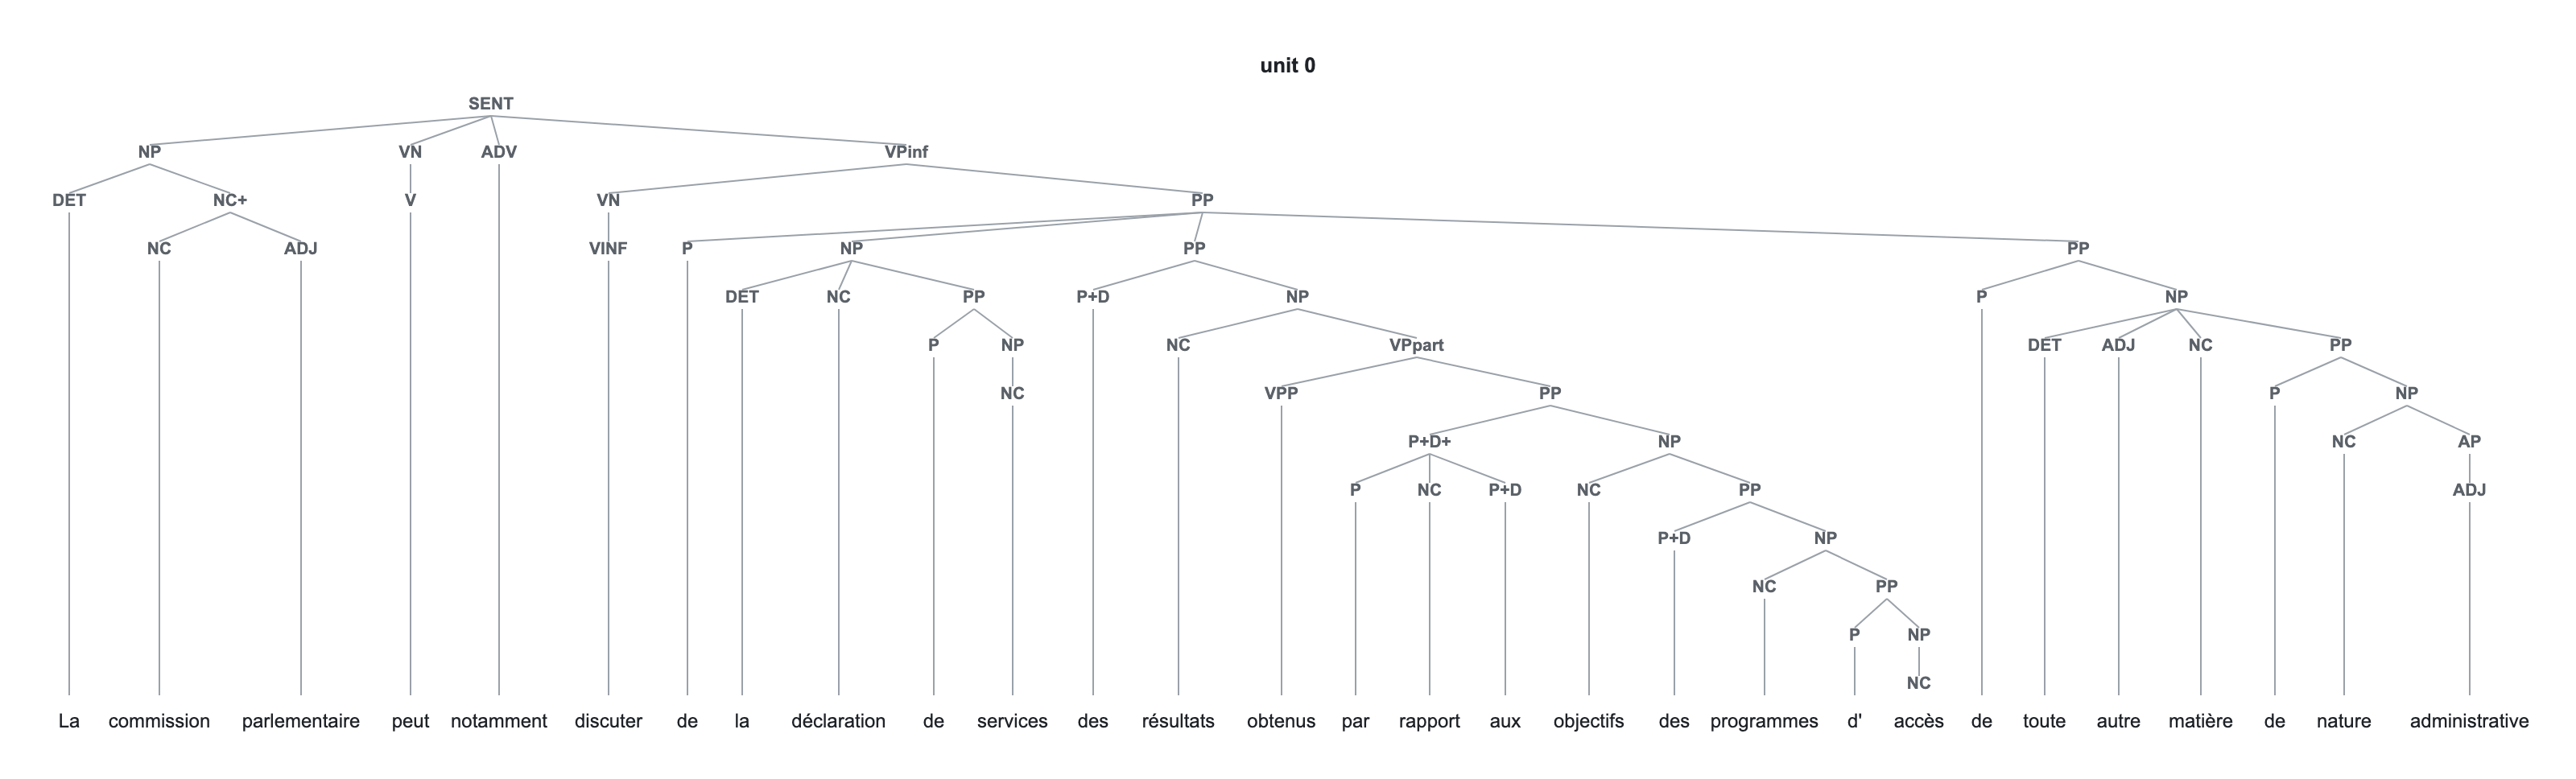 unit 0
SENT
NP VN ADV VPinf
DET NC+ V VN PP
NC ADJ VINF P NP PP PP
DET NC PP P+D NP P NP
P NP NC VPpart DET ADJ NC PP
NC VPP PP P NP
P+D+ NP NC AP
P NC P+D NC PP ADJ
P+D NP
NC PP
P NP
NC
La commission parlementaire peut notamment discuter de la déclaration de services des résultats obtenus par rapport aux objectifs des programmes d' accès de toute autre matière de nature administrative